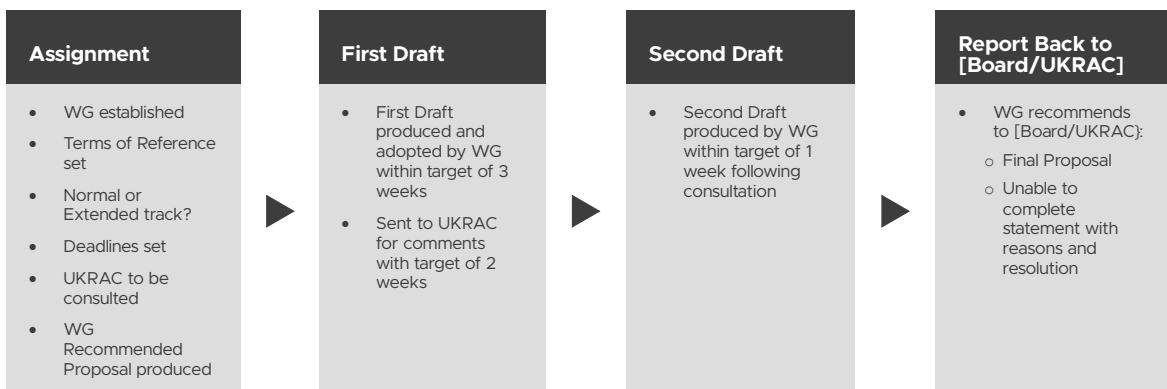 Assignment
• WG established
• Terms of Reference
set
• Normal or
Extended track?
• Deadlines set
• UKRAC to be
consulted
• WG
Recommended
Proposal produced
First Draft
• First Draft
produced and
adopted by WG
within target of 3
weeks
• Sent to UKRAC
for comments
with target of 2
weeks
Second Draft
• Second Draft
produced by WG
within target of 1
week following
consultation
Report Back to
[Board/UKRAC]
• WG recommends
to [Board/UKRAC}:
o Final Proposal
o Unable to
complete
statement with
reasons and
resolution